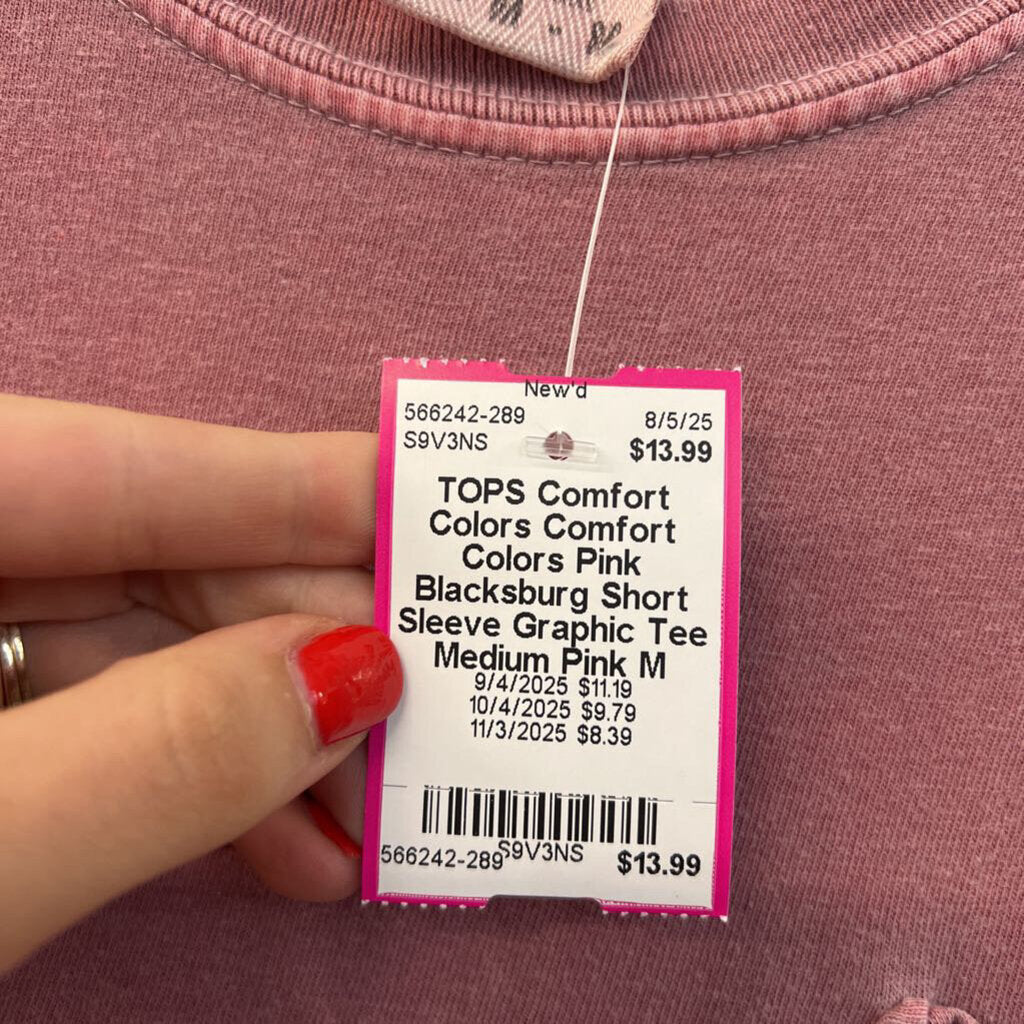 New'd
566242-289 8/5/25
S9V3NS $13.99
TOPS Comfort
Colors Comfort
Colors Pink
Blacksburg Short
Sleeve Graphic Tee
Medium Pink M
9/4/2025 $11.19
10/4/2025 $9.79
11/3/2025 $8.39
566242-289 S9V3NS $13.99